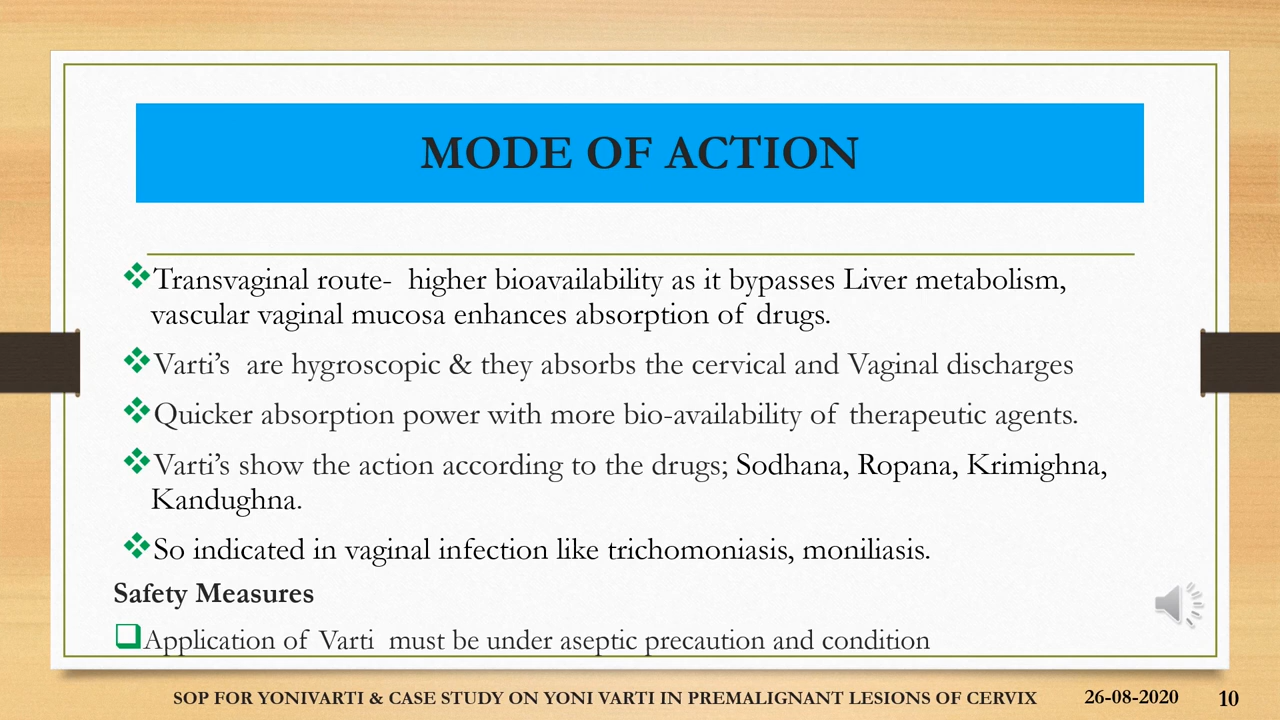 MODE OF ACTION
Transvaginal route-  higher bioavailability as it bypasses Liver metabolism,
vascular vaginal mucosa enhances absorption of drugs.
Varti’s  are hygroscopic & they absorbs the cervical and Vaginal discharges
Quicker absorption power with more bio-availability of therapeutic agents.
Varti’s show the action according to the drugs; Sodhana, Ropana, Krimighna,
Kandughna.
So indicated in vaginal infection like trichomoniasis, moniliasis.
Safety Measures
Application of Varti  must be under aseptic precaution and condition
SOP FOR YONIVARTI & CASE STUDY ON YONI VARTI IN PREMALIGNANT LESIONS OF CERVIX 26-08-2020 10